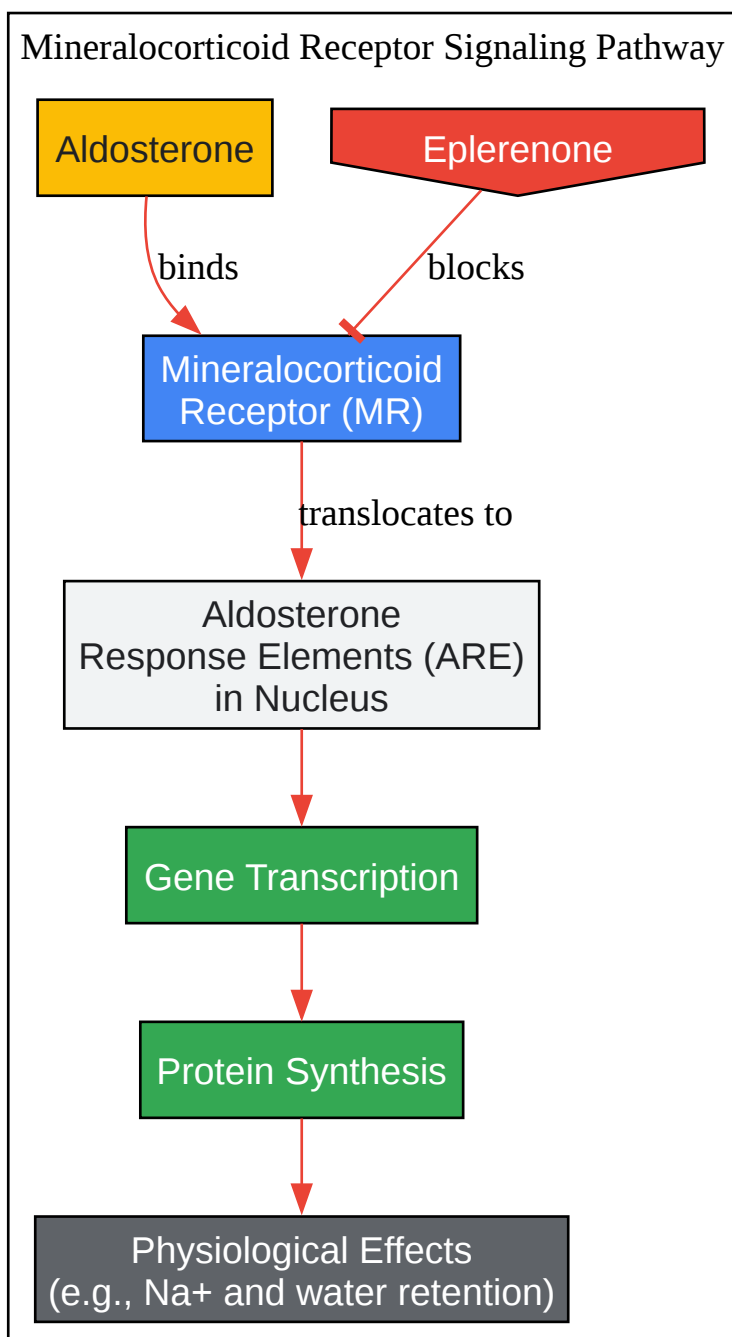 Mineralocorticoid Receptor Signaling Pathway
Aldosterone
Eplerenone
binds
blocks
Mineralocorticoid
Receptor (MR)
translocates to
Aldosterone
Response Elements (ARE)
in Nucleus
Gene Transcription
Protein Synthesis
Physiological Effects
(e.g., Na+ and water retention)